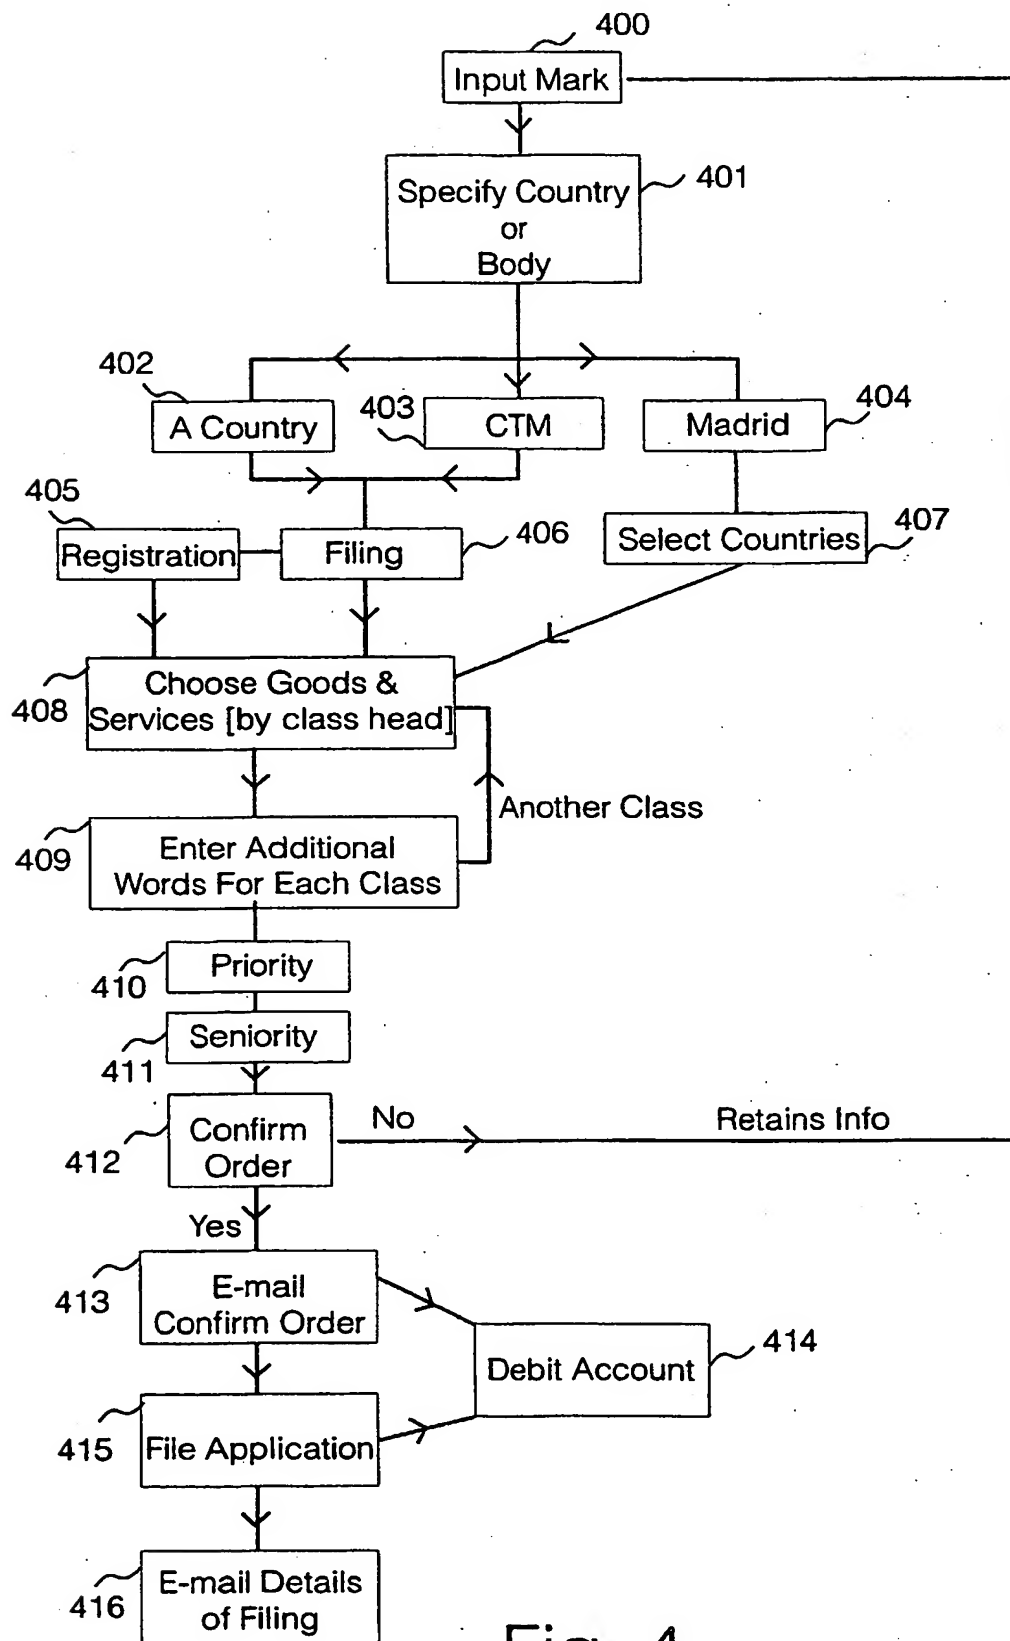 400
Input Mark
401
Specify Country
or
Body
402
A Country
403
CTM
404
Madrid
405
Registration
Filing
406
Select Countries
407
408
Choose Goods &
Services [by class head]
Another Class
409
Enter Additional
Words For Each Class
410
Priority
411
Seniority
412
Confirm
Order
No
Retains Info
Yes
413
E-mail
Confirm Order
Debit Account
414
415
File Application
416
E-mail Details
of Filing